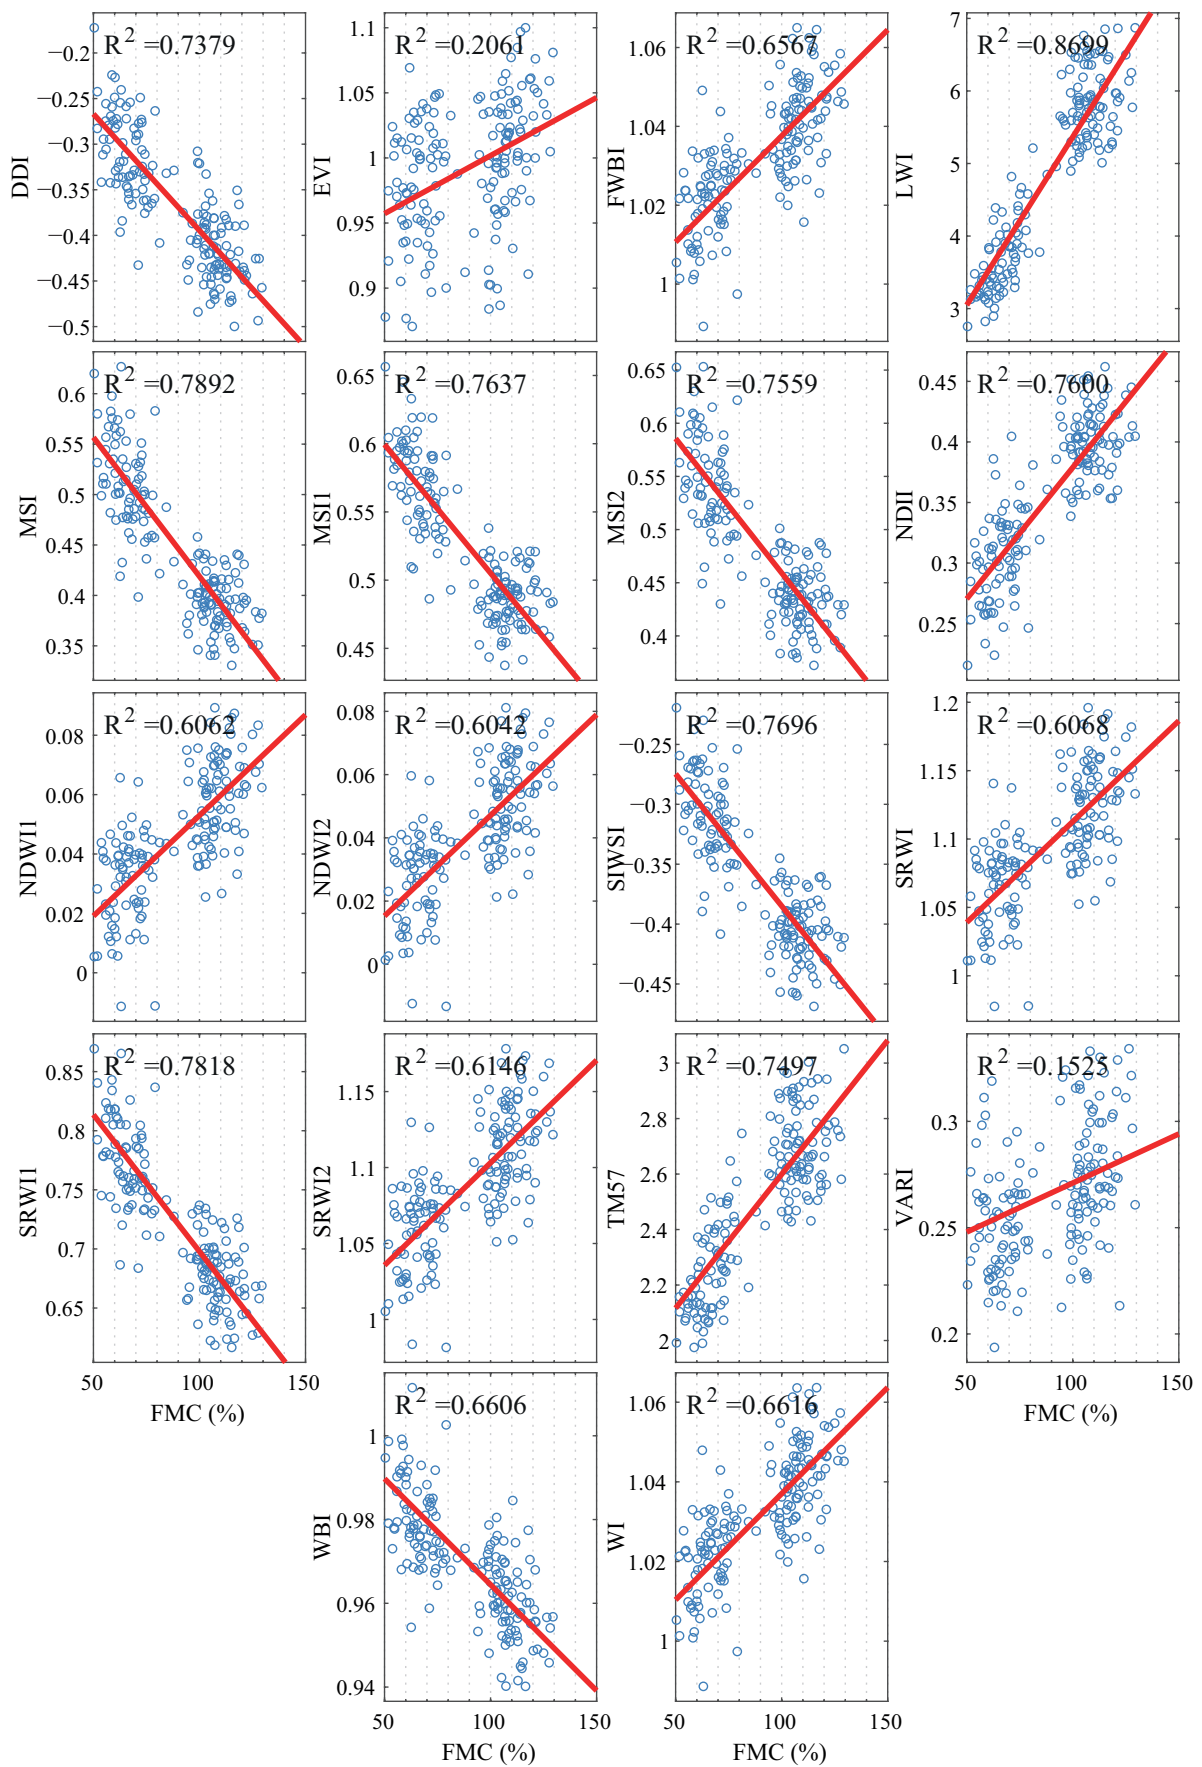 R² =0.7379
−0.2
−0.25
−0.3
−0.35
−0.4
−0.45
−0.5
DDI
R² =0.2061
1.1
1.05
1
0.95
0.9
EVI
R² =0.6567
1.06
1.04
1.02
1
FWBI
R² =0.8699
7
6
5
4
3
LWI
R² =0.7892
0.6
0.55
0.5
0.45
0.4
0.35
MSI
R² =0.7637
0.65
0.6
0.55
0.5
0.45
MSI1
R² =0.7559
0.65
0.6
0.55
0.5
0.45
0.4
MSI2
R² =0.7600
0.45
0.4
0.35
0.3
0.25
NDII
R² =0.6062
0.08
0.06
0.04
0.02
0
NDWI1
R² =0.6042
0.08
0.06
0.04
0.02
0
NDWI2
R² =0.7696
−0.25
−0.3
−0.35
−0.4
−0.45
SIWSI
R² =0.6068
1.2
1.15
1.1
1.05
1
SRWI
R² =0.7818
0.85
0.8
0.75
0.7
0.65
SRWI1
50 100 150
FMC (%)
R² =0.6146
1.15
1.1
1.05
1
SRWI2
R² =0.7497
3
2.8
2.6
2.4
2.2
2
TM57
R² =0.1525
0.3
0.25
0.2
VARI
50 100 150
FMC (%)
R² =0.6606
1
0.98
0.96
0.94
WBI
50 100 150
FMC (%)
R² =0.6616
1.06
1.04
1.02
1
WI
50 100 150
FMC (%)